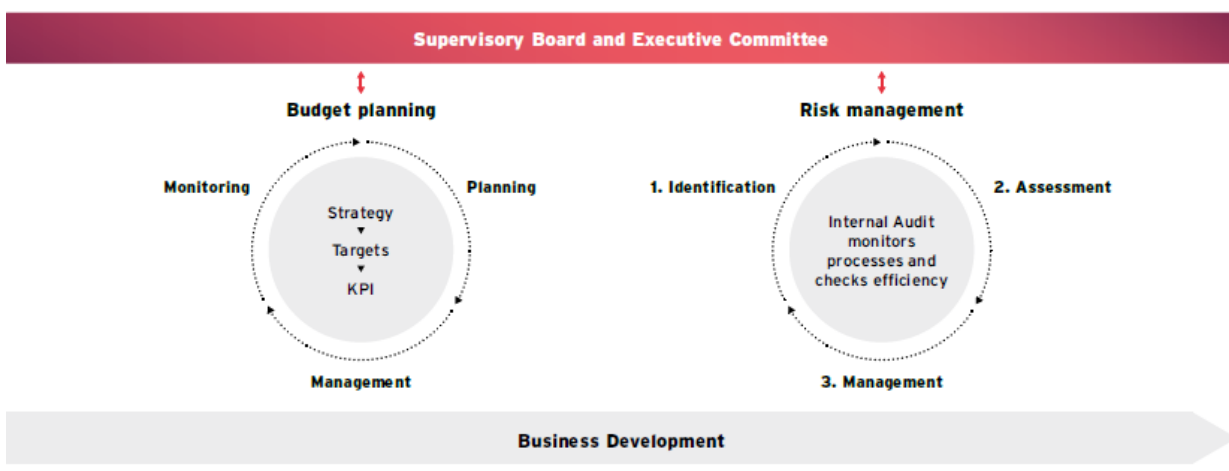 Supervisory Board and Executive Committee
Budget planning
Monitoring
Planning
Strategy
Targets
KPI
Management
Risk management
1. Identification
2. Assessment
Internal Audit
monitors
processes and
checks efficiency
3. Management
Business Development